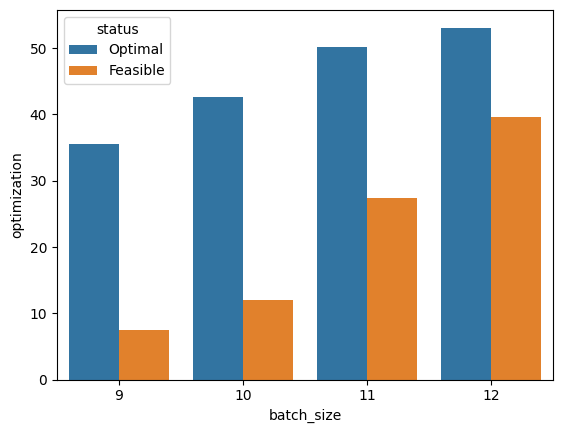 status
Optimal
Feasible
50
40
30
20
10
0
optimization
9 10 11 12
batch_size